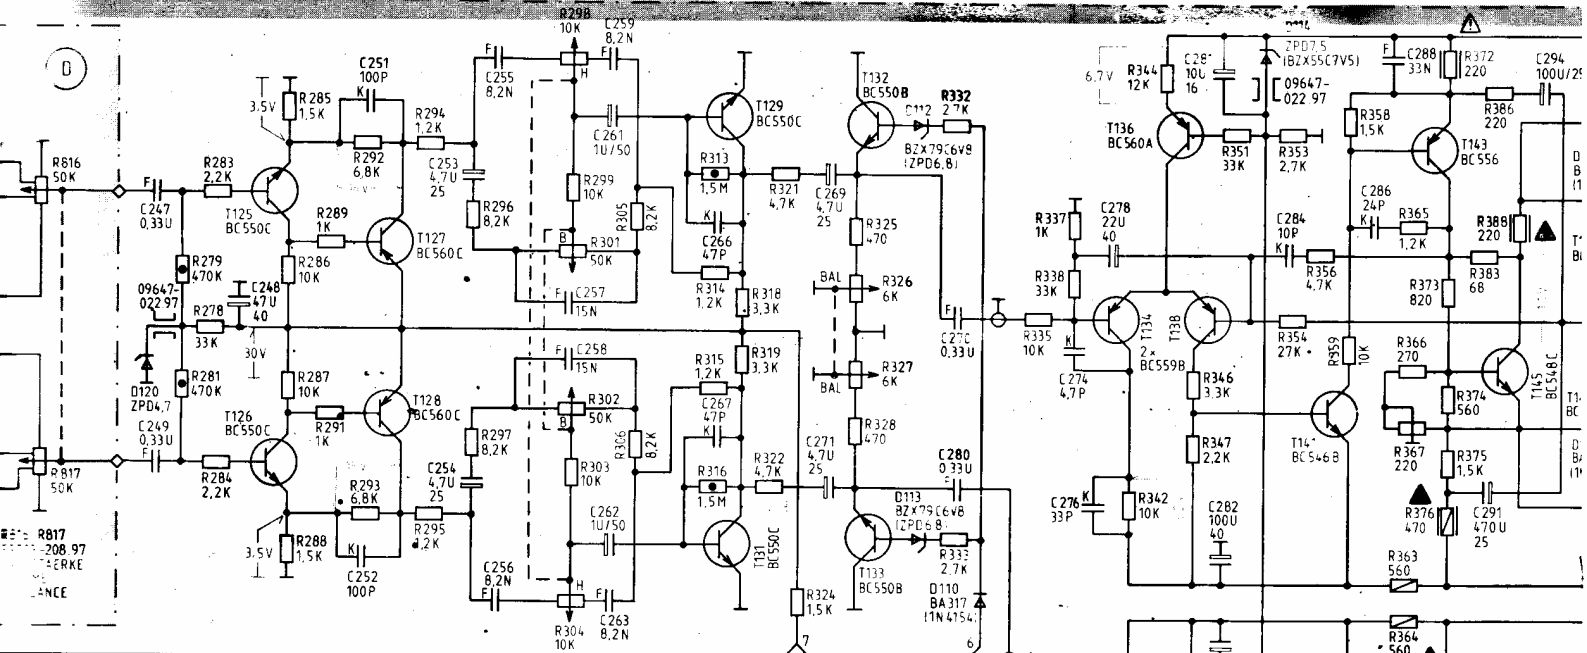 R298
10K
C259
8,2N
C251
100P
3.5V
R285
1,5K
R294
1,2K
F
C255
8,2N
F
H
K
R292
6,8K
C253
4,7U
25
C261
1U/50
T129
BC550C
T132
BC550B
D112
R332
2,7K
BZX79C6V8
(ZPD6,8)
R816
50K
R283
2,2K
F
C247
0,33U
T125
BC550C
R289
1K
T127
BC560C
R296
8,2K
R299
10K
R305
8,2K
R313
1,5M
R321
4,7K
C269
4,7U
25
K
C266
47P
R325
470
B
R301
50K
R279
470K
R286
10K
09647-
022.97
C248
47U
40
F
C257
15N
R314
1,2K
R318
3,3K
BAL
R326
6K
R278
33K
30V
F
C258
15N
R315
1,2K
R319
3,3K
F
0,33U
BAL
R327
6K
D120
ZPD4,7
R281
470K
R287
10K
R302
50K
B
C267
47P
K
T126
BC550C
R291
1K
T128
BC560C
C249
0,33U
F
R297
8,2K
R306
8,2K
R328
470
R817
50K
R284
2,2K
R293
6,8K
C254
4,7U
25
R303
10K
R316
1,5M
R322
4,7K
C271
4,7U
25
C280
0,33U
F
3.5V
R288
1,5K
K
C252
100P
R295
1,2K
C262
1U/50
T131
BC550C
D113
BZX79C6V8
(ZPD6.8)
R333
2,7K
T133
BC550B
R817
-208.97
C256
8,2N
F
H
R304
10K
F
C263
8,2N
R324
1,5K
7
D110
BA317
(1N4154)
6
6,7V
R344
12K
10U
16
ZPD7,5
(BZX55C7V5)
09647-
022.97
F
C288
33N
R372
220
C294
R386
220
T136
BC560A
R351
33K
R353
2,7K
R358
1,5K
T143
BC556
R337
1K
C278
22U
40
C284
10P
K
R356
4,7K
C286
24P
K
R365
1,2K
R388
220
R338
33K
R373
820
R383
68
R335
10K
K
C274
4,7P
T134
T138
2x
BC559B
R354
27K
R359
10K
R366
270
T145
BC548C
R346
3,3K
R374
560
R347
2,2K
BC546B
R367
220
R375
1,5K
C276
33P
K
R342
10K
C282
100U
40
R376
470
C291
470U
25
R363
560
R364
560